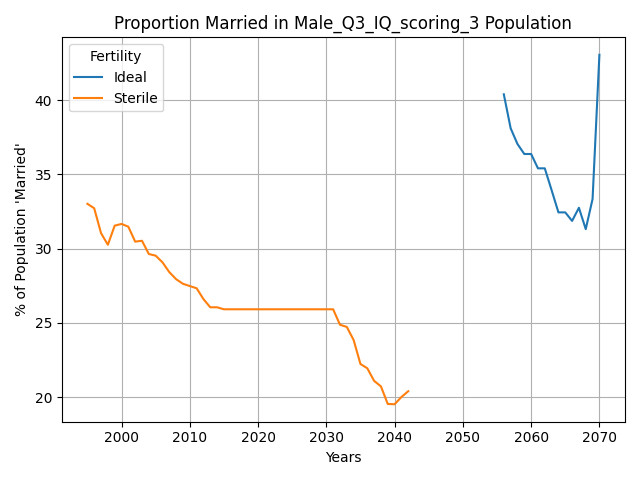 Proportion Married in Male_Q3_IQ_scoring_3 Population
Fertility
Ideal
Sterile
% of Population 'Married'
40
35
30
25
20
2000 2010 2020 2030 2040 2050 2060 2070
Years